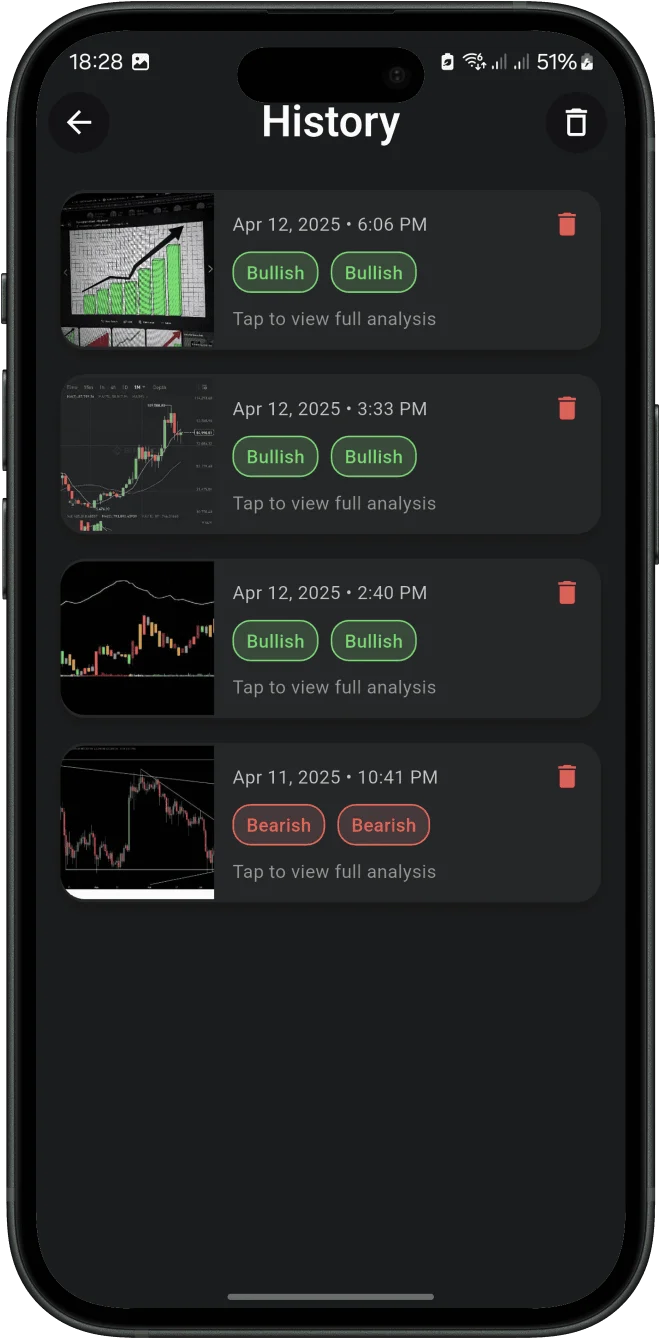 18:28 51%
History
Apr 12, 2025 • 6:06 PM
Bullish Bullish
Tap to view full analysis
Apr 12, 2025 • 3:33 PM
Bullish Bullish
Tap to view full analysis
Apr 12, 2025 • 2:40 PM
Bullish Bullish
Tap to view full analysis
Apr 11, 2025 • 10:41 PM
Bearish Bearish
Tap to view full analysis